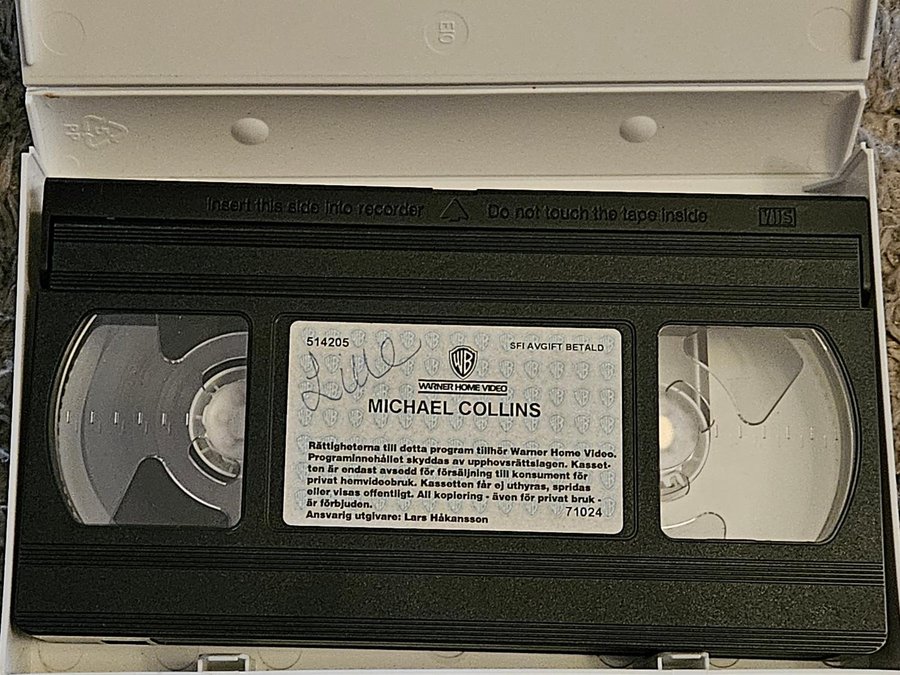 EIO
PP
Insert this side into recorder Do not touch the tape inside VHS
514205 SFI AVGIFT BETALD
WB
WARNER HOME VIDEO
MICHAEL COLLINS
Rättigheterna till detta program tillhör Warner Home Video.
Programinnehållet skyddas av upphovsrättslagen. Kasset-
ten är endast avsedd för försäljning till konsument för
privat hemvideobruk. Kassetten får ej uthyras, spridas
eller visas offentligt. All kopiering - även för privat bruk -
är förbjuden.
Ansvarig utgivare: Lars Håkansson
71024